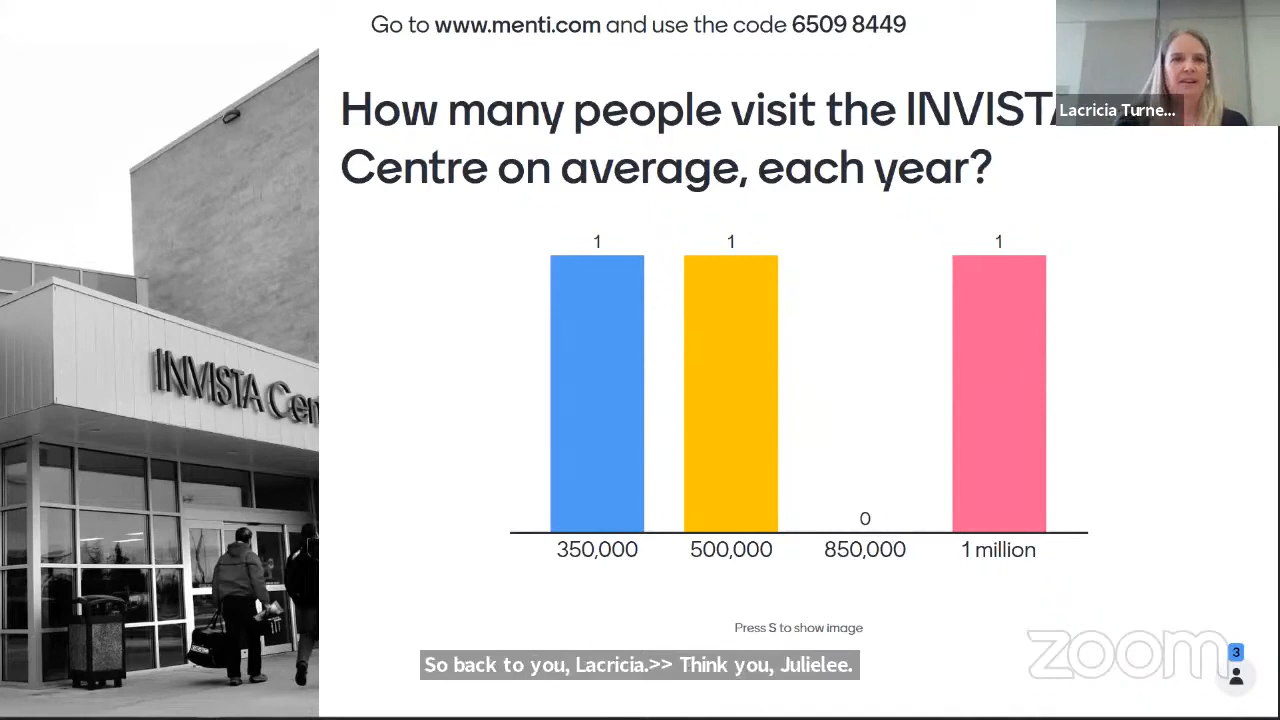 Go to www.menti.com and use the code 6509 8449
How many people visit the INVISTA
Centre on average, each year?
Lacricia Turne...
INVISTA Cen
1
1
0
1
350,000
500,000
850,000
1 million
Press S to show image
So back to you, Lacricia.>> Think you, Julielee.
zoom
3